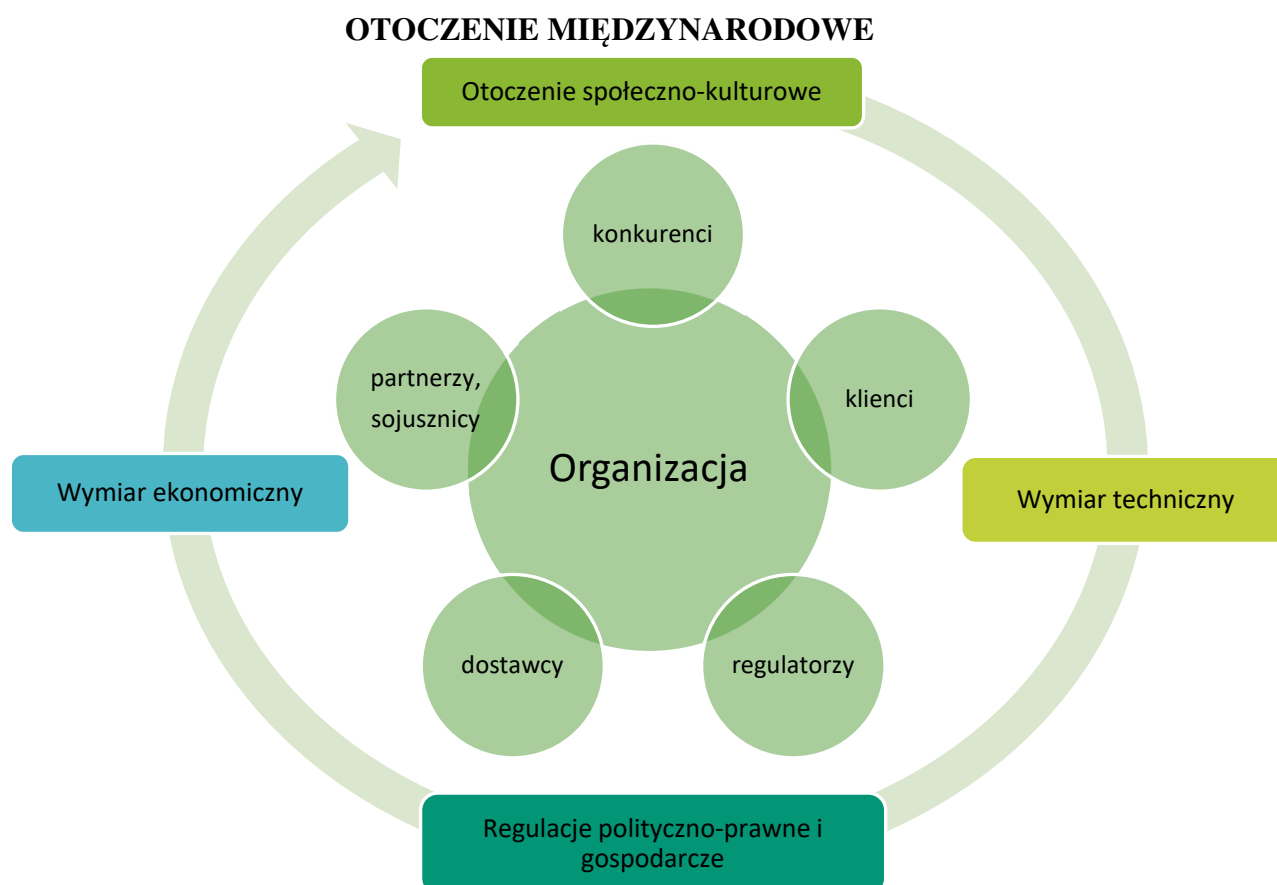 OTOCZENIE MIĘDZYNARODOWE
Otoczenie społeczno-kulturowe
konkurenci
partnerzy,
sojusznicy
klienci
Organizacja
Wymiar ekonomiczny
Wymiar techniczny
dostawcy
regulatorzy
Regulacje polityczno-prawne i
gospodarcze